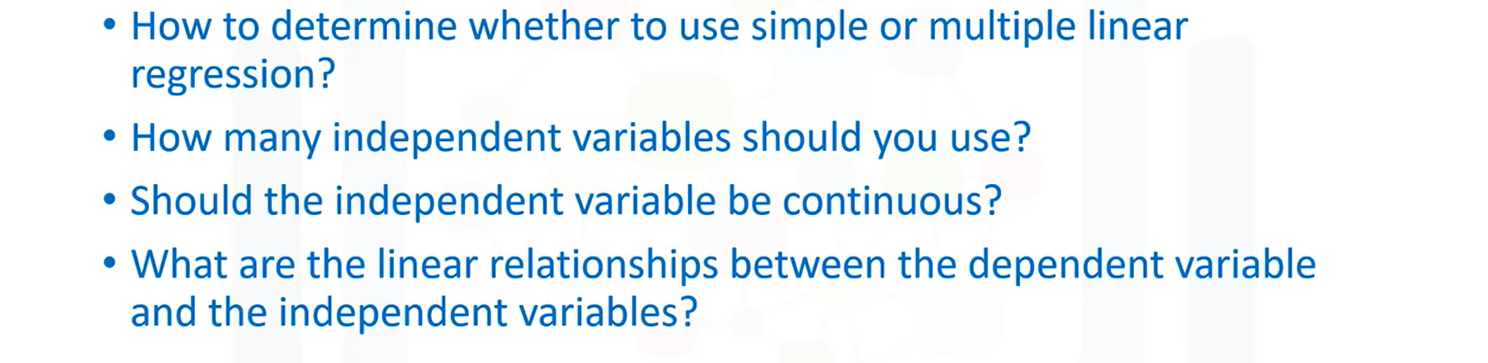 • How to determine whether to use simple or multiple linear
regression?
• How many independent variables should you use?
• Should the independent variable be continuous?
• What are the linear relationships between the dependent variable
and the independent variables?